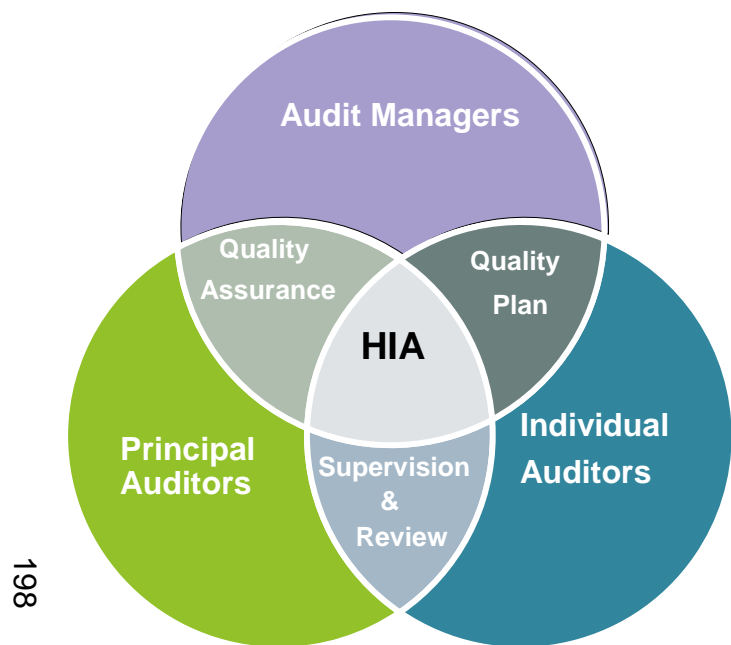 Audit Managers
Quality
Assurance
Quality
Plan
HIA
Principal
Auditors
Individual
Auditors
Supervision
&
Review
198